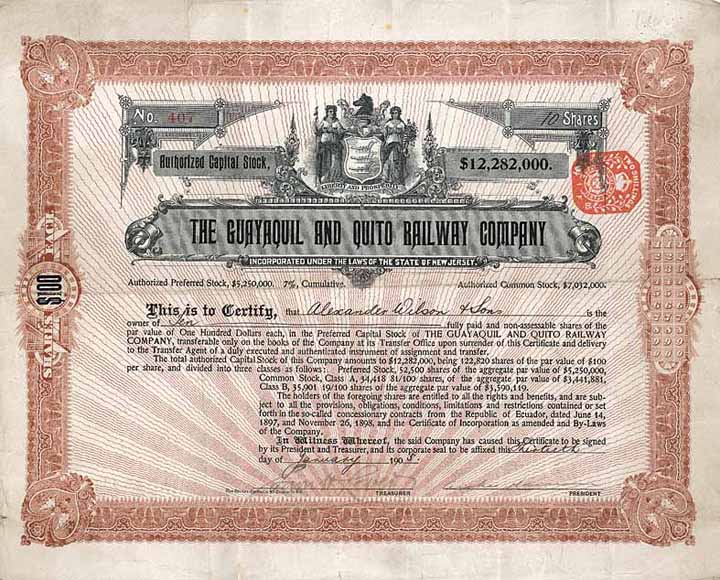 No. 407
10 Shares
Authorized Capital Stock,
$12,282,000.
LIBERTY AND PROSPERITY
TWO SHILLINGS
THE GUAYAQUIL AND QUITO RAILWAY COMPANY
INCORPORATED UNDER THE LAWS OF THE STATE OF NEW JERSEY.
Authorized Preferred Stock, $5,250,000. 7%, Cumulative. Authorized Common Stock, $7,032,000.
SHARES $100 EACH
This is to Certify, that Alexander Wilson & Sons is the
owner of Ten fully paid and non-assessable shares of the
par value of One Hundred Dollars each, in the Preferred Capital Stock of THE GUAYAQUIL AND QUITO RAILWAY
COMPANY, transferable only on the books of the Company at its Transfer Office upon surrender of this Certificate and delivery
to the Transfer Agent of a duly executed and authenticated instrument of assignment and transfer.
The total authorized Capital Stock of this Company amounts to $12,282,000, being 122,820 shares of the par value of $100
per share, and divided into three classes as follows: Preferred Stock, 52,500 shares of the aggregate par value of $5,250,000,
Common Stock, Class A, 34,418 81/100 shares, of the aggregate par value of $3,441,881,
Class B, 35,901 19/100 shares, of the aggregate par value of $3,590,119.
The holders of the foregoing shares are entitled to all the rights and benefits, and are sub-
ject to all the provisions, obligations, conditions, limitations and restrictions contained or set
forth in the so-called concessionary contracts from the Republic of Ecuador, dated June 14,
1897, and November 26, 1898, and the Certificate of Incorporation as amended and By-Laws
of the Company.
In Witness Whereof, the said Company has caused this Certificate to be signed
by its President and Treasurer, and its corporate seal to be affixed this Thirtieth
day of January 1905.
TREASURER
PRESIDENT